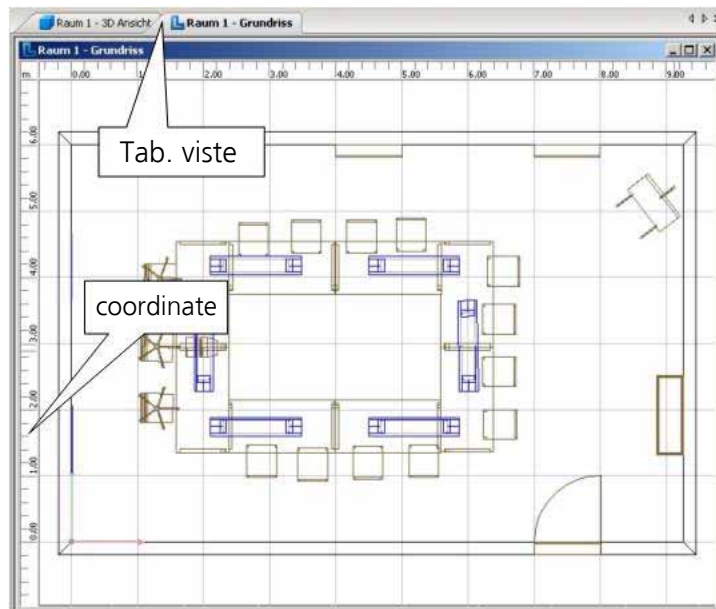 Raum 1 - 3D Ansicht
Raum 1 - Grundriss
Raum 1 - Grundriss
m 0.00 1 2.00 3.00 4.00 5.00 6.00 7.00 8.00 9.00
Tab. viste
coordinate
6.00
5.00
4.00
3.00
2.00
1.00
0.00